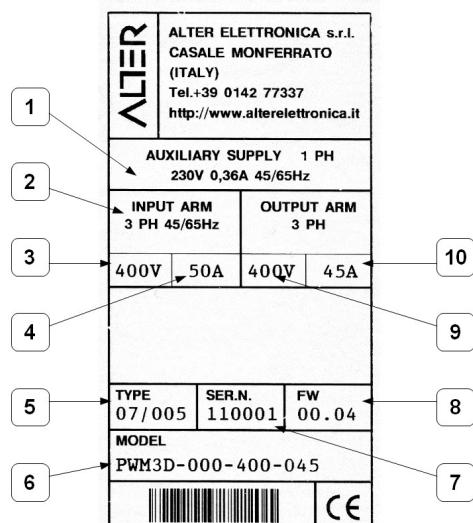 ALTER
ALTER ELETTRONICA s.r.l.
CASALE MONFERRATO
(ITALY)
Tel.+39 0142 77337
http://www.alterelettronica.it
1
AUXILIARY SUPPLY 1 PH
230V 0,36A 45/65Hz
2
INPUT ARM
3 PH 45/65Hz
OUTPUT ARM
3 PH
3
400V
50A
400V
45A
10
4
9
5
TYPE
07/005
SER.N.
110001
FW
00.04
8
MODEL
6
PWM3D-000-400-045
7
CE